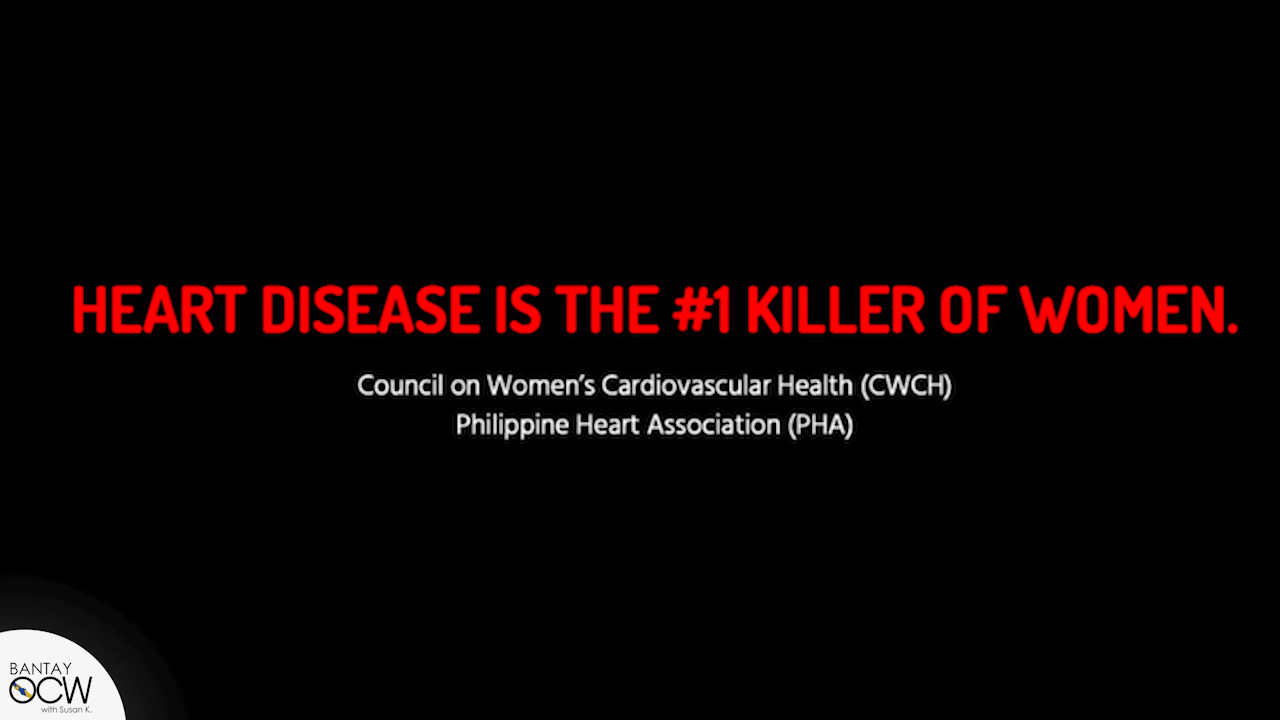 HEART DISEASE IS THE #1 KILLER OF WOMEN.
Council on Women's Cardiovascular Health (CWCH)
Philippine Heart Association (PHA)
BANTAY
OCW
with Susan K.